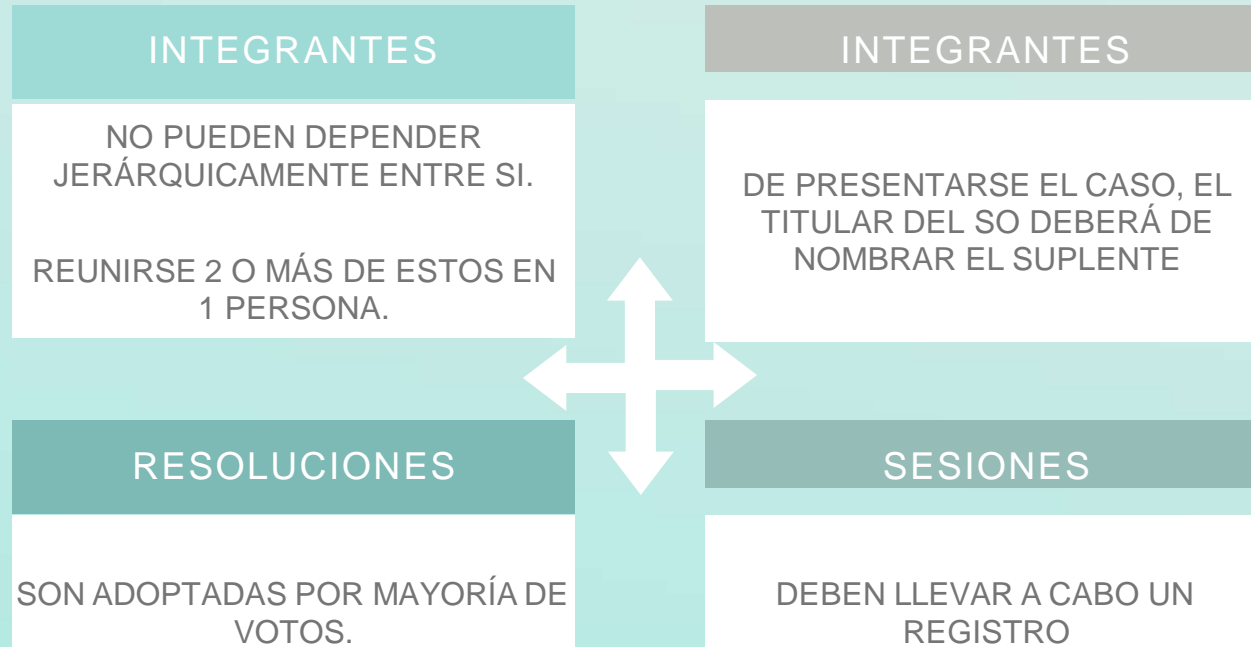 INTEGRANTES
NO PUEDEN DEPENDER
JERÁRQUICAMENTE ENTRE SI.
REUNIRSE 2 O MÁS DE ESTOS EN
1 PERSONA.
INTEGRANTES
DE PRESENTARSE EL CASO, EL
TITULAR DEL SO DEBERÁ DE
NOMBRAR EL SUPLENTE
RESOLUCIONES
SON ADOPTADAS POR MAYORÍA DE
VOTOS.
SESIONES
DEBEN LLEVAR A CABO UN
REGISTRO